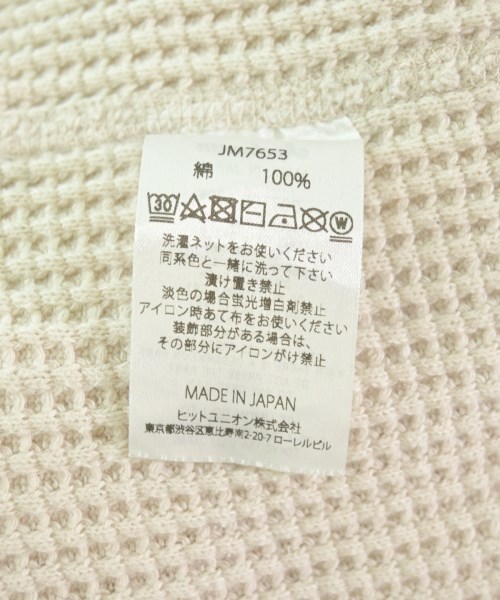 JM7653
綿 100%
30
W
洗濯ネットをお使いください
同系色と一緒に洗って下さい
漬け置き禁止
淡色の場合蛍光増白剤禁止
アイロン時あて布をお使いください
装飾部分がある場合は、
その部分にアイロンがけ禁止
MADE IN JAPAN
ヒットユニオン株式会社
東京都渋谷区恵比寿南2-20-7 ローレルビル